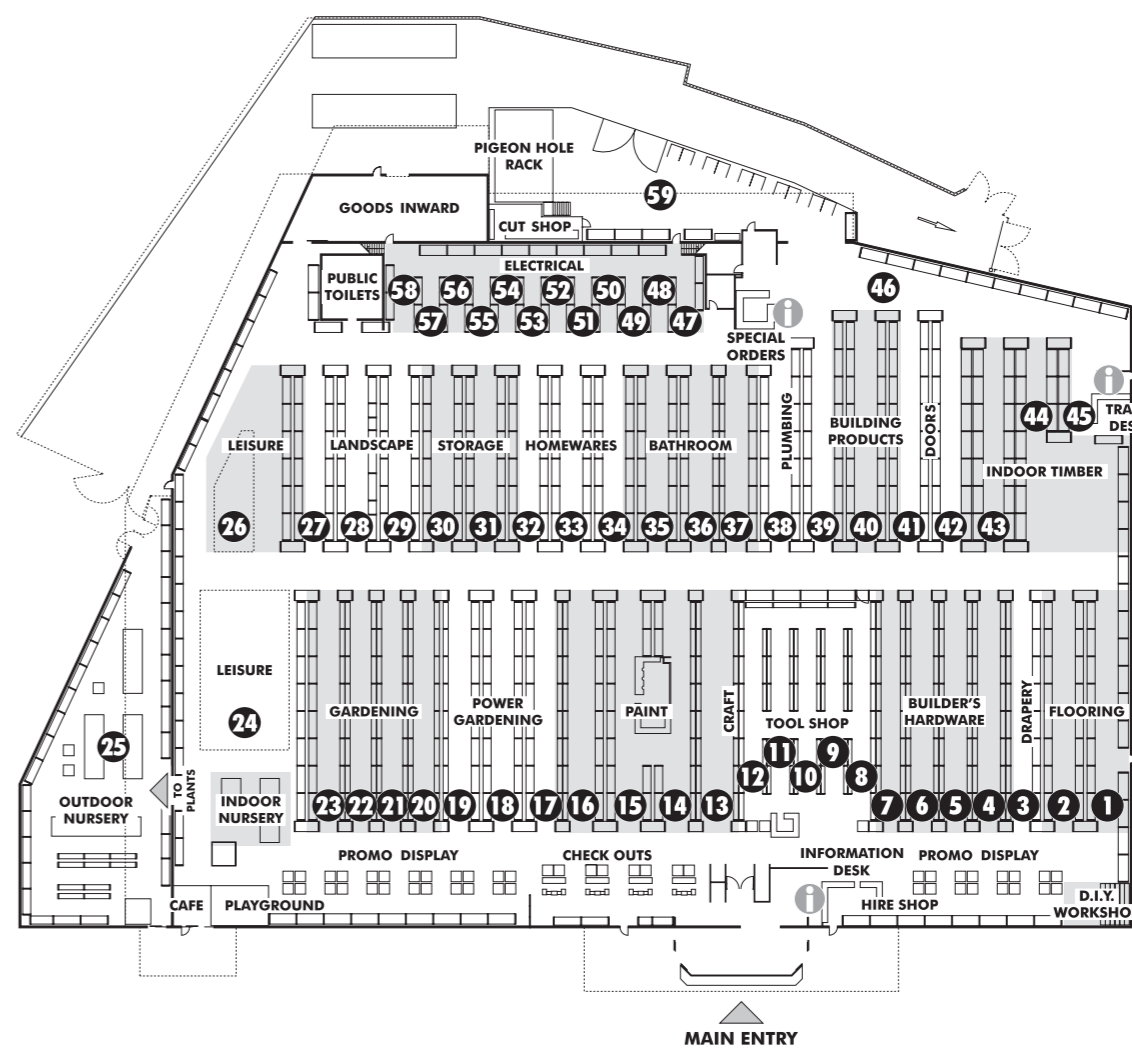 PIGEON HOLE
RACK
GOODS INWARD
59
CUT SHOP
ELECTRICAL
PUBLIC
TOILETS
58
56
54
52
50
48
57
55
53
51
49
47
46
i
SPECIAL
ORDERS
i
44
45
TRA
DES
LEISURE
LANDSCAPE
STORAGE
HOMEWARES
BATHROOM
PLUMBING
BUILDING
PRODUCTS
DOORS
INDOOR TIMBER
26
27
28
29
30
31
32
33
34
35
36
37
38
39
40
41
42
43
LEISURE
24
25
OUTDOOR
NURSERY
TO
PLANTS
INDOOR
NURSERY
GARDENING
POWER
GARDENING
PAINT
CRAFT
TOOL SHOP
BUILDER'S
HARDWARE
DRAPERY
FLOORING
11
9
12
10
8
23
22
21
20
19
18
17
16
15
14
13
7
6
5
4
3
2
1
PROMO DISPLAY
CHECK OUTS
INFORMATION
DESK
PROMO DISPLAY
CAFE
PLAYGROUND
i
HIRE SHOP
D.I.Y.
WORKSHO
MAIN ENTRY